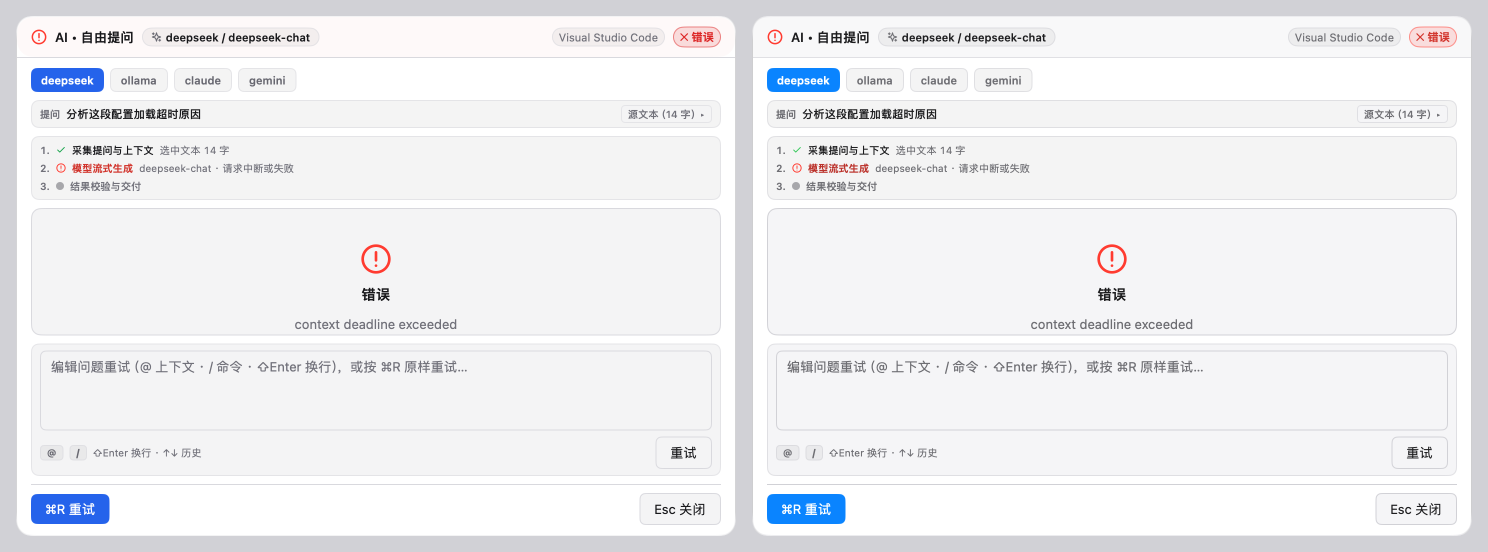 AI • 自由提问 deepseek / deepseek-chat Visual Studio Code × 错误
deepseek ollama claude gemini
提问 分析这段配置加载超时原因 源文本 (14 字) ▸
1. ✓ 采集提问与上下文 选中文本 14 字
2. 模型流式生成 deepseek-chat · 请求中断或失败
3. 结果校验与交付
错误
context deadline exceeded
编辑问题重试 (@ 上下文 · / 命令 · ⇧Enter 换行)，或按 ⌘R 原样重试…
@ / ⇧Enter 换行 · ↑↓ 历史 重试
⌘R 重试 Esc 关闭
AI • 自由提问 deepseek / deepseek-chat Visual Studio Code × 错误
deepseek ollama claude gemini
提问 分析这段配置加载超时原因 源文本 (14 字) ▸
1. ✓ 采集提问与上下文 选中文本 14 字
2. 模型流式生成 deepseek-chat · 请求中断或失败
3. 结果校验与交付
错误
context deadline exceeded
编辑问题重试 (@ 上下文 · / 命令 · ⇧Enter 换行)，或按 ⌘R 原样重试…
@ / ⇧Enter 换行 · ↑↓ 历史 重试
⌘R 重试 Esc 关闭